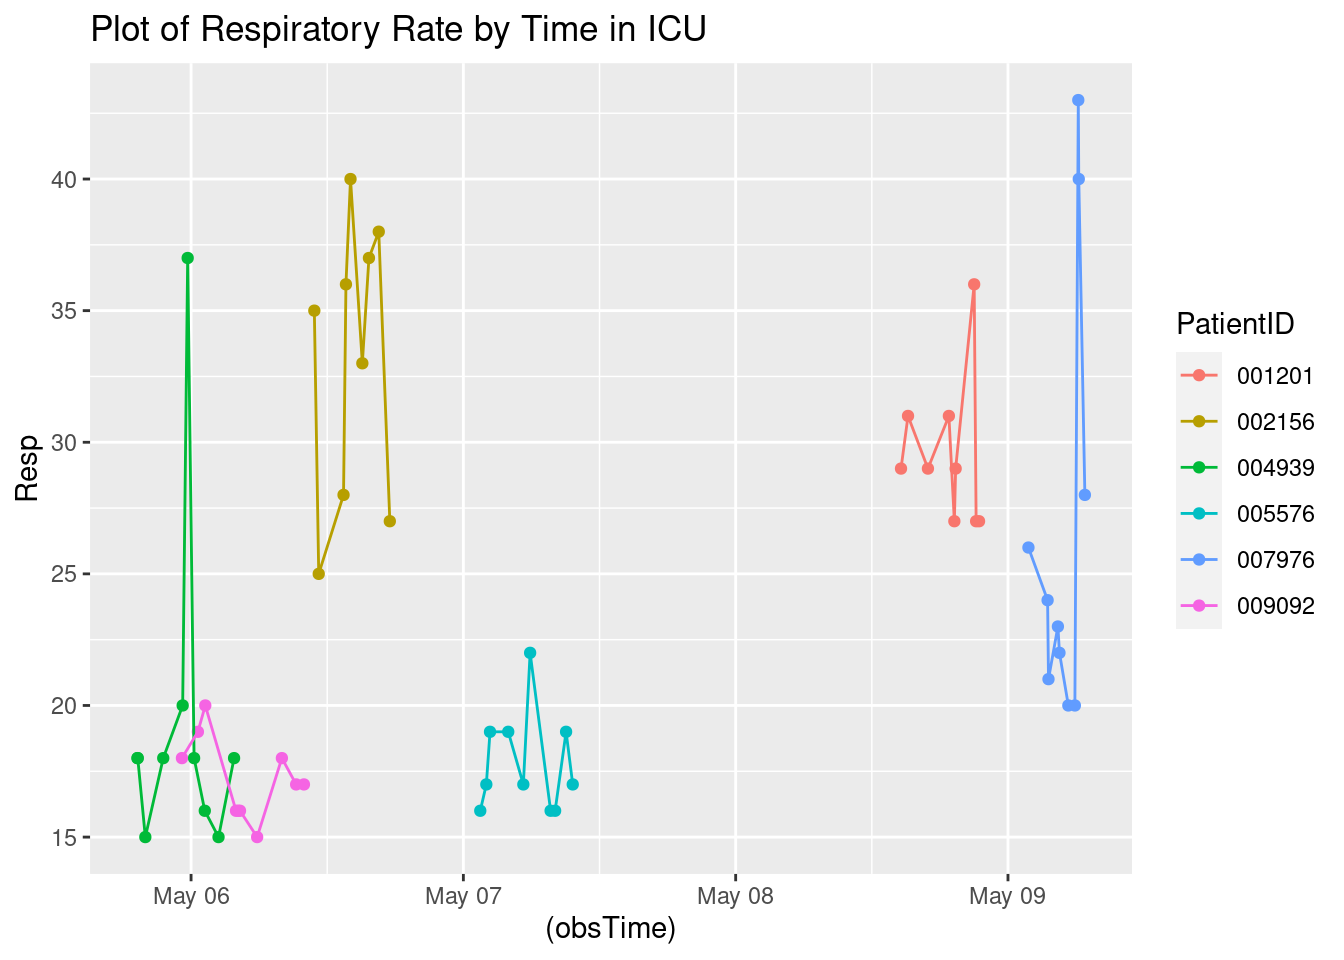 Plot of Respiratory Rate by Time in ICU
40
35
30
25
20
15
Resp
May 06
May 07
May 08
May 09
(obsTime)
PatientID
001201
002156
004939
005576
007976
009092